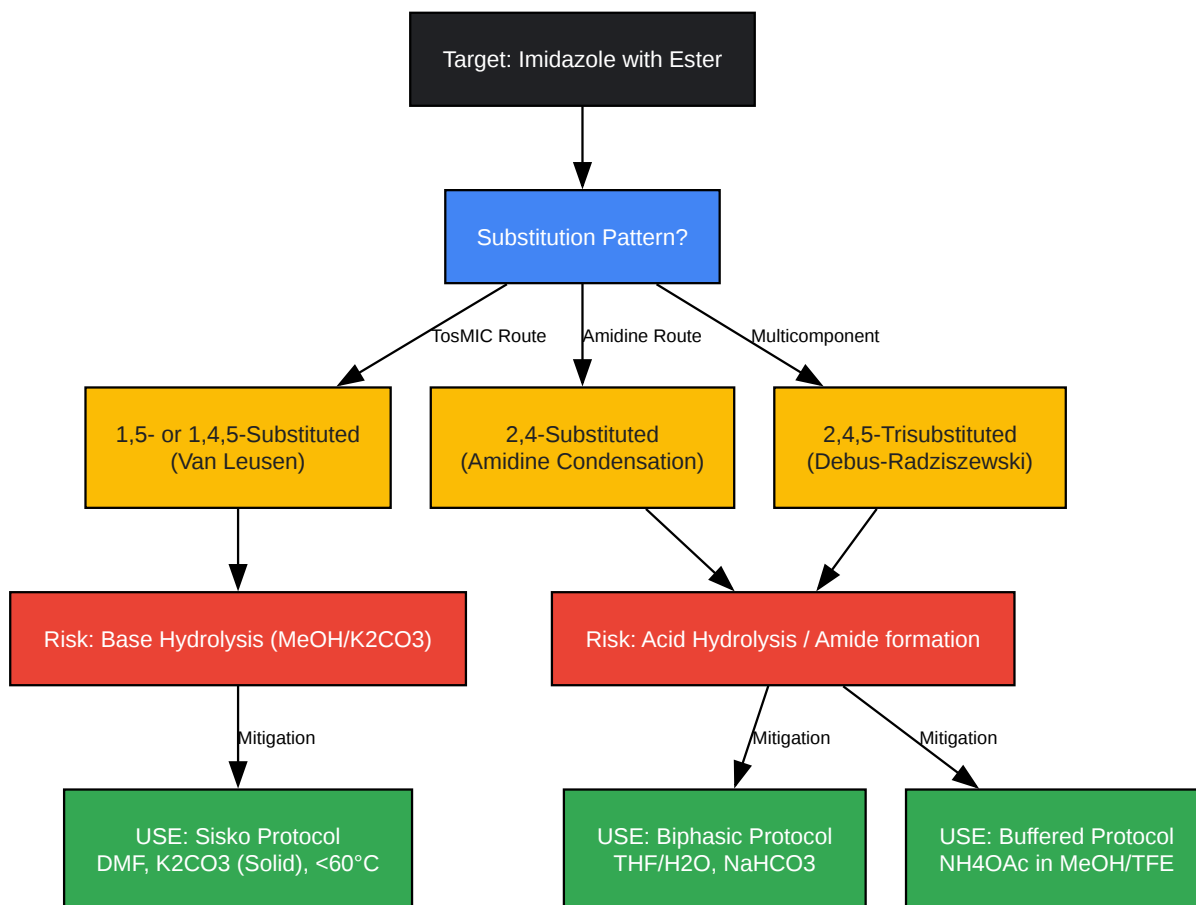 Target: Imidazole with Ester
Substitution Pattern?
TosMIC Route
Amidine Route
Multicomponent
1,5- or 1,4,5-Substituted
(Van Leusen)
2,4-Substituted
(Amidine Condensation)
2,4,5-Trisubstituted
(Debus-Radziszewski)
Risk: Base Hydrolysis (MeOH/K2CO3)
Risk: Acid Hydrolysis / Amide formation
Mitigation
Mitigation
Mitigation
USE: Sisko Protocol
DMF, K2CO3 (Solid), <60°C
USE: Biphasic Protocol
THF/H2O, NaHCO3
USE: Buffered Protocol
NH4OAc in MeOH/TFE